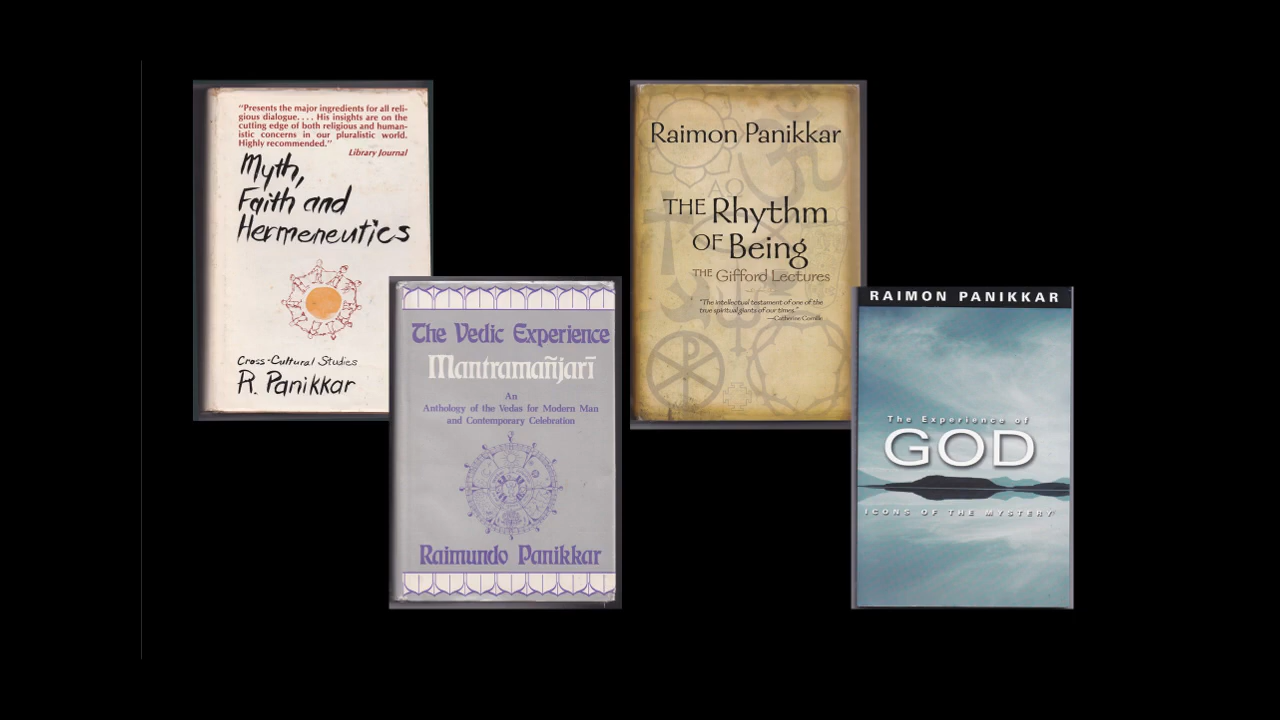 "Presents the major ingredients for all reli-
gious dialogue. . . . His insights are on the
cutting edge of both religious and human-
istic concerns in our pluralistic world.
Highly recommended."
Library Journal
Myth,
Faith and
Hermeneutics
Cross-Cultural Studies
R. Panikkar
The Vedic Experience
Mantramañjarī
An
Anthology of the Vedas for Modern Man
and Contemporary Celebration
Raimundo Panikkar
Raimon Panikkar
ΑΩ
THE Rhythm
OF Being
THE Gifford Lectures
"The intellectual testament of one of the
true spiritual giants of our times."
—Catherine Cornille
RAIMON PANIKKAR
The Experience of
GOD
ICONS OF THE MYSTERY